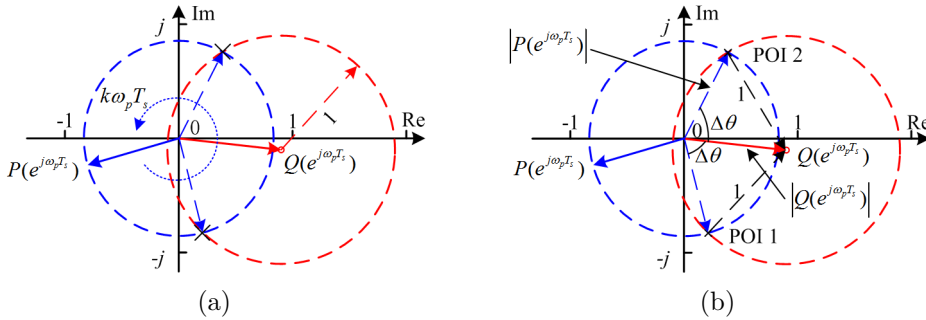 j
Im
kω_pT_s
-1
0
1
1
Re
P(e^{jω_pT_s})
Q(e^{jω_pT_s})
-j
(a)
j
Im
|P(e^{jω_pT_s})|
POI 2
1
Δθ
-1
0
1
Re
Δθ
P(e^{jω_pT_s})
Q(e^{jω_pT_s})
1
|Q(e^{jω_pT_s})|
POI 1
-j
(b)